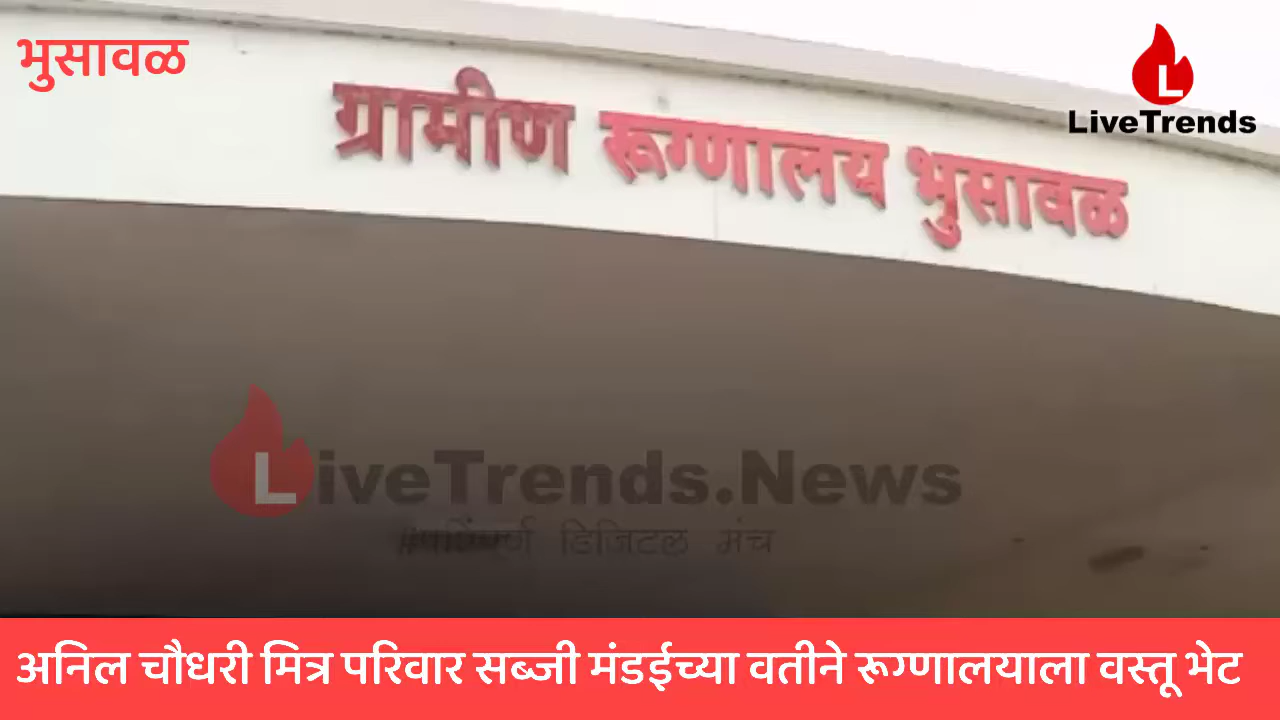 भुसावळ
ग्रामीण रूग्णालय भुसावळ
L
LiveTrends
LiveTrends.News
डिजिटल मंच
अनिल चौधरी मित्र परिवार सब्जी मंडईच्या वतीने रूग्णालयाला वस्तू भेट